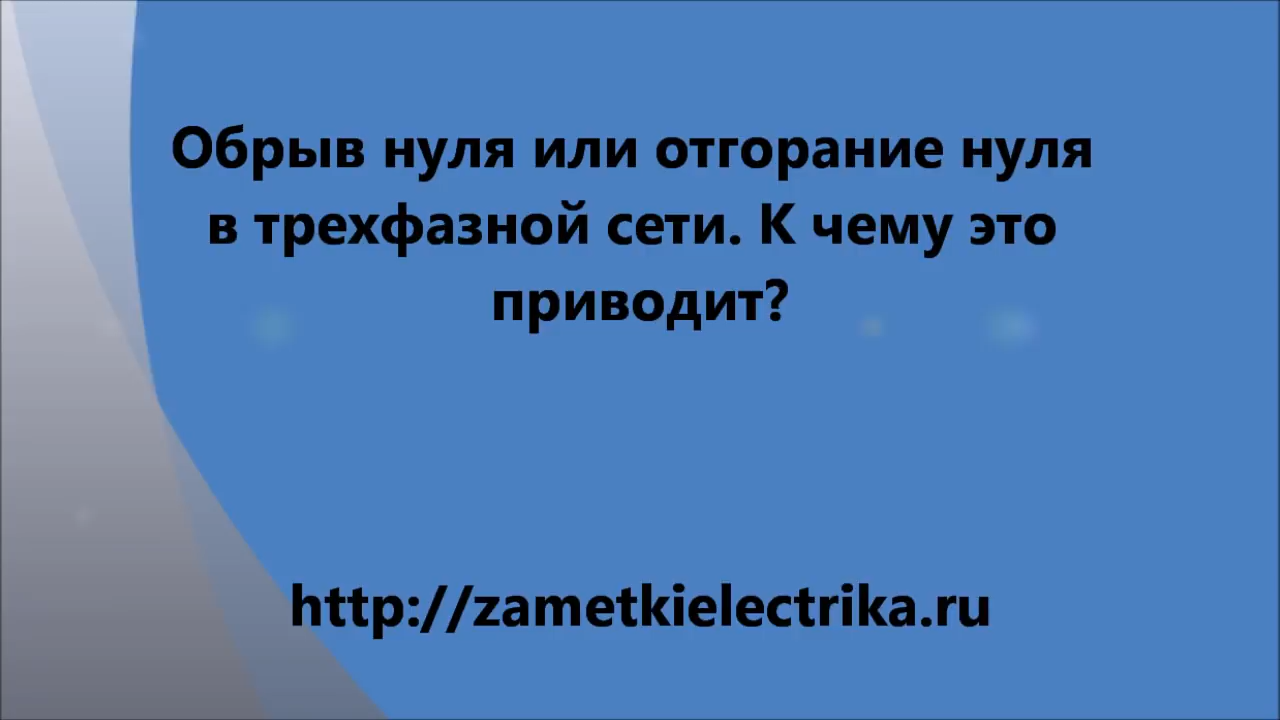 Обрыв нуля или отгорание нуля
в трехфазной сети. К чему это
приводит?
http://zametkielectrika.ru